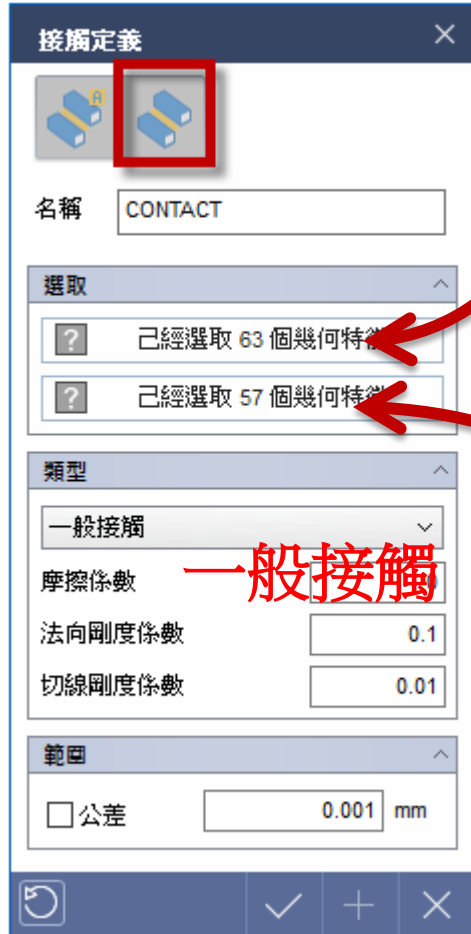 接觸定義
A
名稱 CONTACT
選取
? 己經選取 63 個幾何特徵
? 己經選取 57 個幾何特徵
類型
一般接觸
一般接觸
摩擦係數
法向剛度係數 0.1
切線剛度係數 0.01
範圍
公差 0.001 mm